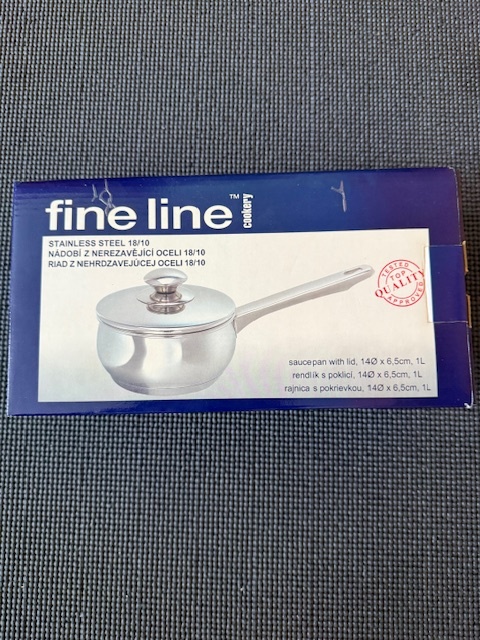 fine line™
cookery
STAINLESS STEEL 18/10
NÁDOBÍ Z NEREZAVĚJÍCÍ OCELI 18/10
RIAD Z NEHRDZAVEJÚCEJ OCELI 18/10
TESTED
TOP
QUALITY
APPROVED
saucepan with lid, 14Ø x 6,5cm, 1L
rendlík s poklicí, 14Ø x 6,5cm, 1L
rajnica s pokrievkou, 14Ø x 6,5cm, 1L